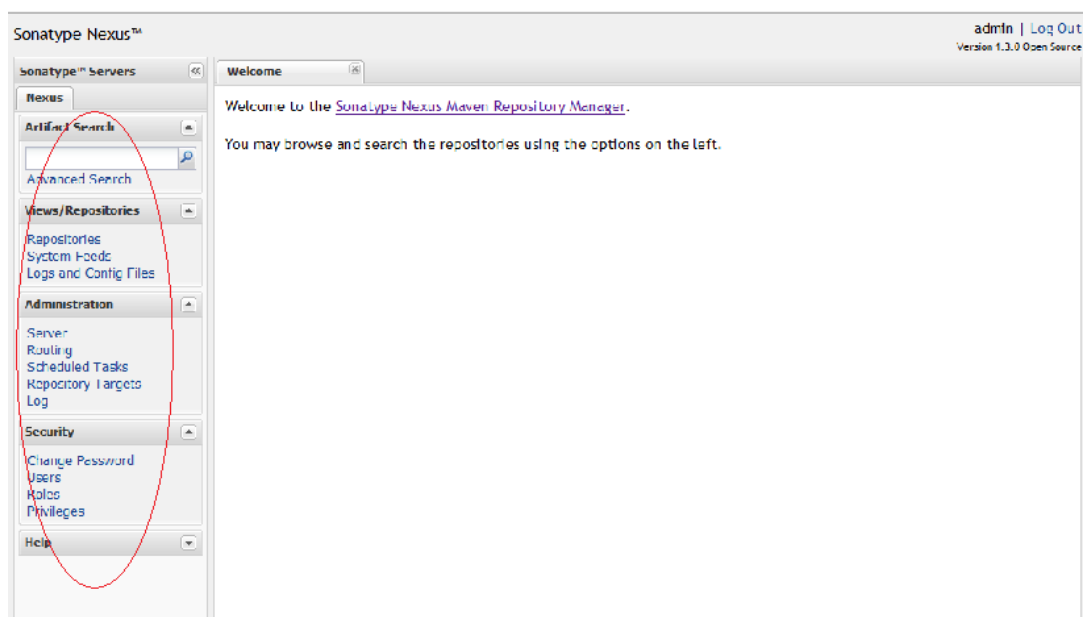 Sonatype Nexus™
admin | Log Out
Version 1.3.0 Open Source
Sonatype™ Servers
Welcome
Nexus
Welcome to the Sonatype Nexus Maven Repository Manager.
Artifact Search
You may browse and search the repositories using the options on the left.
Advanced Search
Views/Repositories
Repositories
System Feeds
Logs and Config Files
Administration
Server
Routing
Scheduled Tasks
Repository Targets
Log
Security
Change Password
Users
Roles
Privileges
Help